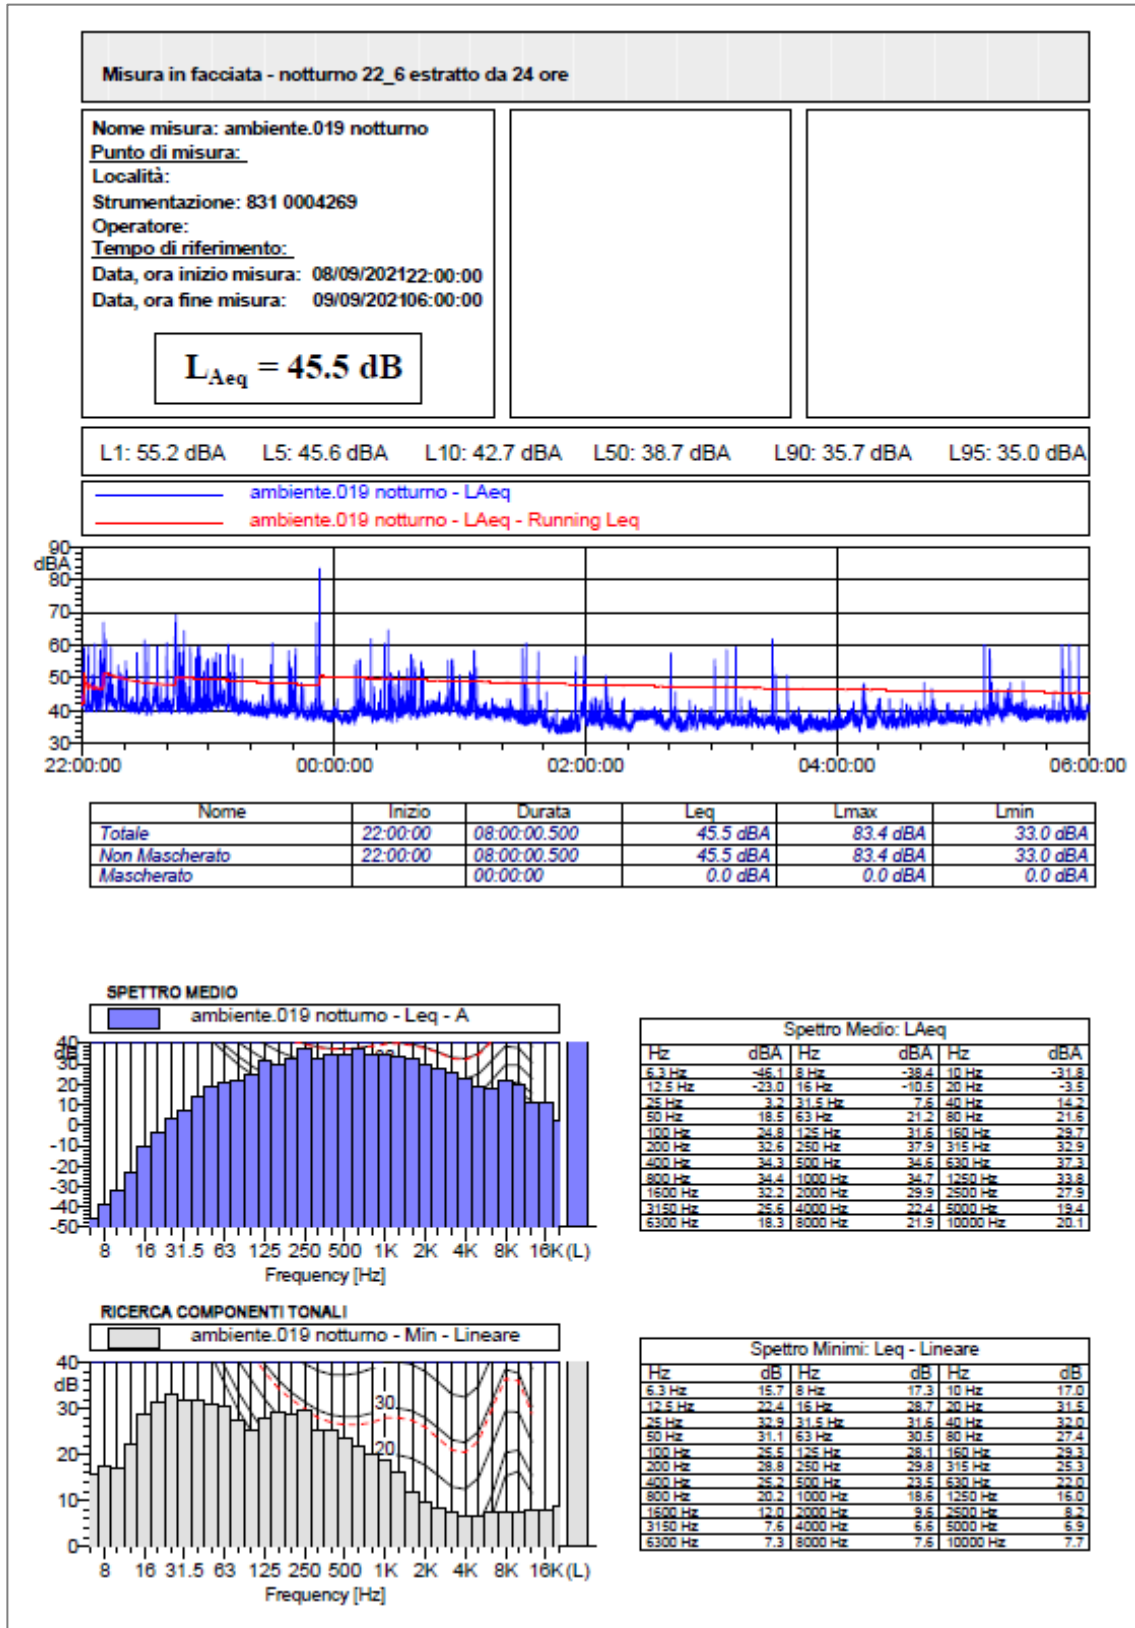 Misura in facciata - notturno 22_6 estratto da 24 ore
Nome misura: ambiente.019 notturno
Punto di misura:
Località:
Strumentazione: 831 0004269
Operatore:
Tempo di riferimento:
Data, ora inizio misura: 08/09/2021 22:00:00
Data, ora fine misura: 09/09/2021 06:00:00
LAeq = 45.5 dB
L1: 55.2 dBA L5: 45.6 dBA L10: 42.7 dBA L50: 38.7 dBA L90: 35.7 dBA L95: 35.0 dBA
ambiente.019 notturno - LAeq
ambiente.019 notturno - LAeq - Running Leq
90
dBA
80
70
60
50
40
30
22:00:00 00:00:00 02:00:00 04:00:00 06:00:00
Nome Inizio Durata Leq Lmax Lmin
Totale 22:00:00 08:00:00.500 45.5 dBA 83.4 dBA 33.0 dBA
Non Mascherato 22:00:00 08:00:00.500 45.5 dBA 83.4 dBA 33.0 dBA
Mascherato 00:00:00 0.0 dBA 0.0 dBA 0.0 dBA
SPETTRO MEDIO
ambiente.019 notturno - Leq - A
40
dB
30
20
10
0
-10
-20
-30
-40
-50
8 16 31.5 63 125 250 500 1K 2K 4K 8K 16K (L)
Frequency [Hz]
Spettro Medio: LAeq
Hz dBA Hz dBA Hz dBA
6.3 Hz -46.1 8 Hz -38.4 10 Hz -31.8
12.5 Hz -23.0 16 Hz -10.5 20 Hz -3.5
25 Hz 3.2 31.5 Hz 7.6 40 Hz 14.2
50 Hz 18.5 63 Hz 21.2 80 Hz 21.6
100 Hz 24.8 125 Hz 31.6 160 Hz 29.7
200 Hz 32.6 250 Hz 37.9 315 Hz 32.9
400 Hz 34.3 500 Hz 34.6 630 Hz 37.3
800 Hz 34.4 1000 Hz 34.7 1250 Hz 33.8
1600 Hz 32.2 2000 Hz 29.9 2500 Hz 27.9
3150 Hz 25.6 4000 Hz 22.4 5000 Hz 19.4
6300 Hz 18.3 8000 Hz 21.9 10000 Hz 20.1
RICERCA COMPONENTI TONALI
ambiente.019 notturno - Min - Lineare
40
dB
30
20
10
0
30
20
8 16 31.5 63 125 250 500 1K 2K 4K 8K 16K (L)
Frequency [Hz]
Spettro Minimi: Leq - Lineare
Hz dB Hz dB Hz dB
6.3 Hz 15.7 8 Hz 17.3 10 Hz 17.0
12.5 Hz 22.4 16 Hz 28.7 20 Hz 31.5
25 Hz 32.9 31.5 Hz 31.6 40 Hz 32.0
50 Hz 31.1 63 Hz 30.5 80 Hz 27.4
100 Hz 25.5 125 Hz 28.1 160 Hz 29.3
200 Hz 28.8 250 Hz 29.8 315 Hz 25.3
400 Hz 25.2 500 Hz 23.5 630 Hz 22.0
800 Hz 20.2 1000 Hz 18.6 1250 Hz 16.0
1600 Hz 12.0 2000 Hz 9.6 2500 Hz 8.2
3150 Hz 7.6 4000 Hz 6.6 5000 Hz 6.9
6300 Hz 7.3 8000 Hz 7.6 10000 Hz 7.7